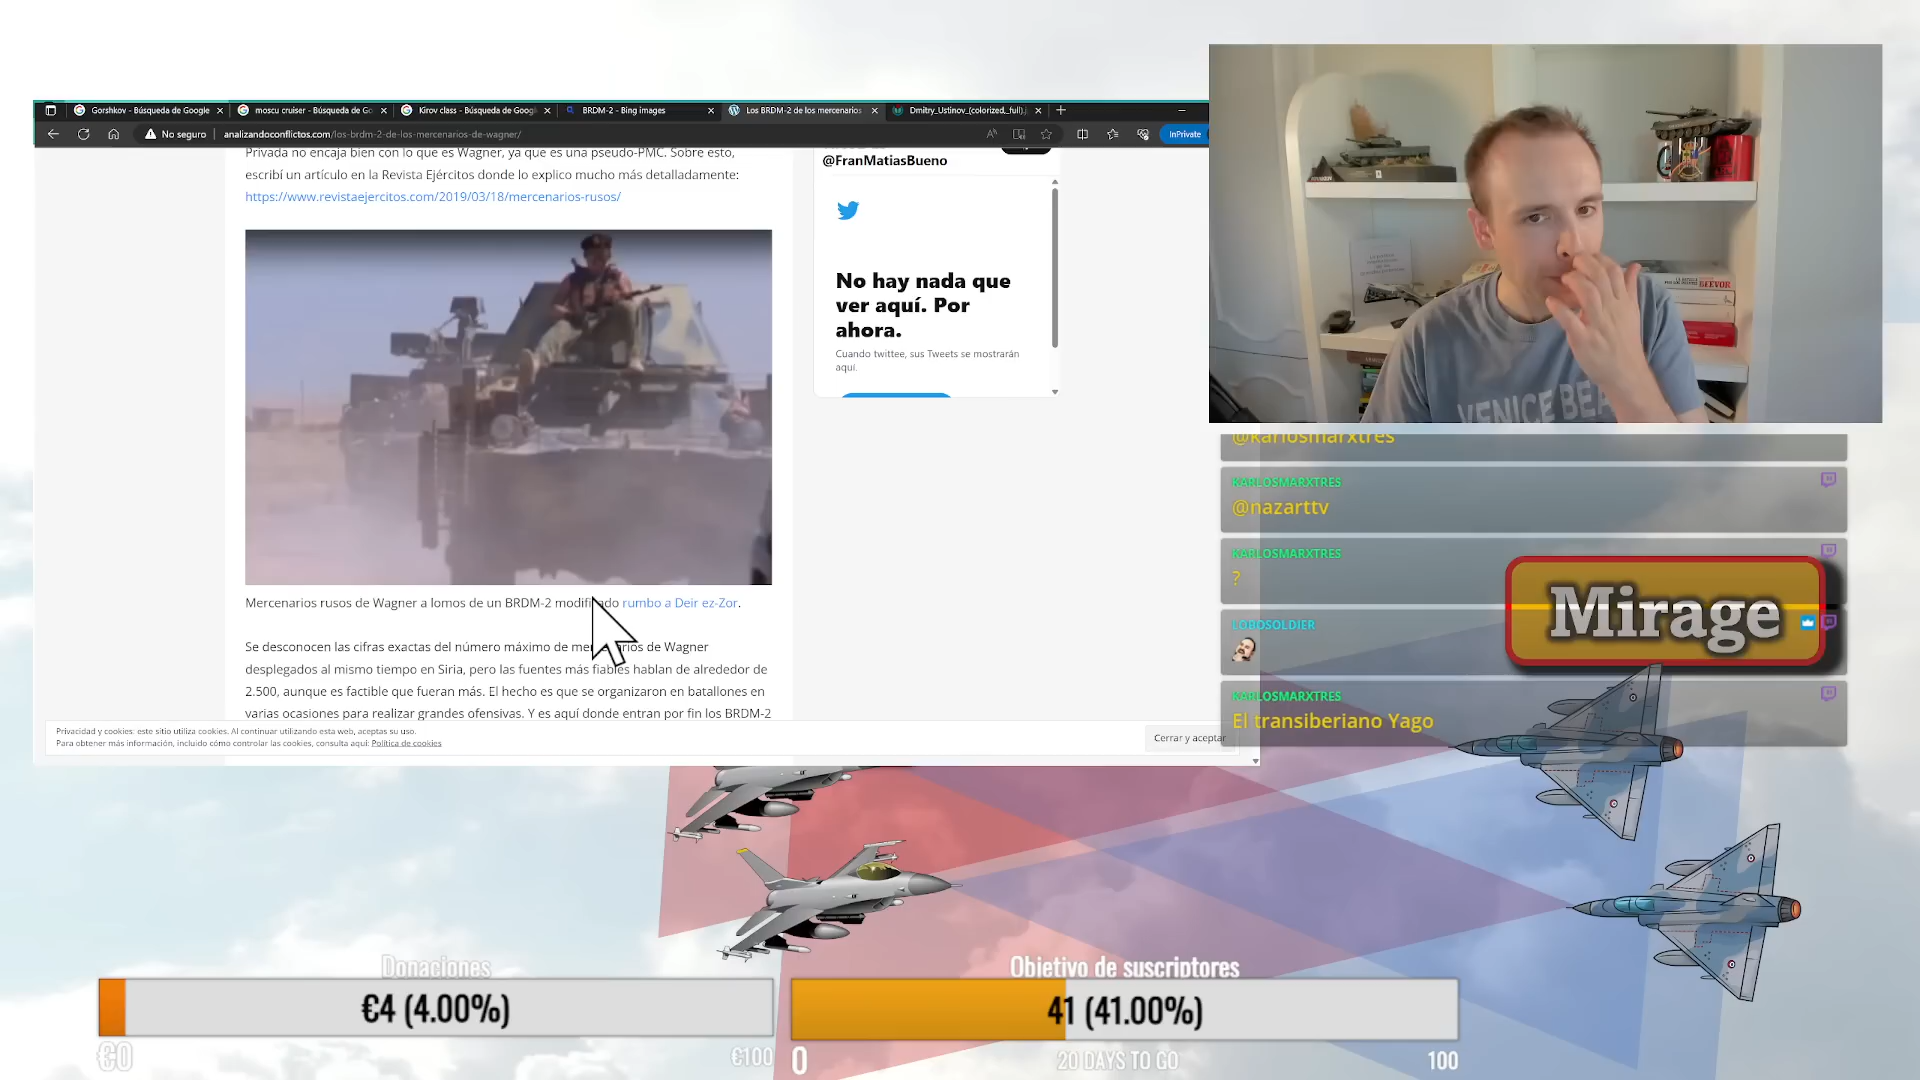 Gorshkov - Búsqueda de Google
moscu cruiser - Búsqueda de Go
Kirov class - Búsqueda de Googl
BRDM-2 - Bing images
Los BRDM-2 de los mercenarios
Dmitry_Ustinov_(colorized,_full).j
No seguro
analizandoconflictos.com/los-brdm-2-de-los-mercenarios-de-wagner/
InPrivate
Privada no encaja bien con lo que es Wagner, ya que es una pseudo-PMC. Sobre esto,
escribí un artículo en la Revista Ejércitos donde lo explico mucho más detalladamente:
https://www.revistaejercitos.com/2019/03/18/mercenarios-rusos/
@FranMatiasBueno
No hay nada que
ver aquí. Por
ahora.
Cuando twittee, sus Tweets se mostrarán
aquí.
Mercenarios rusos de Wagner a lomos de un BRDM-2 modificado rumbo a Deir ez-Zor.
Se desconocen las cifras exactas del número máximo de mercenarios de Wagner
desplegados al mismo tiempo en Siria, pero las fuentes más fiables hablan de alrededor de
2.500, aunque es factible que fueran más. El hecho es que se organizaron en batallones en
varias ocasiones para realizar grandes ofensivas. Y es aquí donde entran por fin los BRDM-2
Privacidad y cookies: este sitio utiliza cookies. Al continuar utilizando esta web, aceptas su uso.
Para obtener más información, incluido cómo controlar las cookies, consulta aquí: Política de cookies
Cerrar y aceptar
BEEVOR
VENICE BEA
@karlosmarxtres
KARLOSMARXTRES
@nazarttv
KARLOSMARXTRES
?
LOBOSOLDIER
KARLOSMARXTRES
El transiberiano Yago
Mirage
Donaciones
€4 (4.00%)
€0
€100
Objetivo de suscriptores
41 (41.00%)
0
20 DAYS TO GO
100